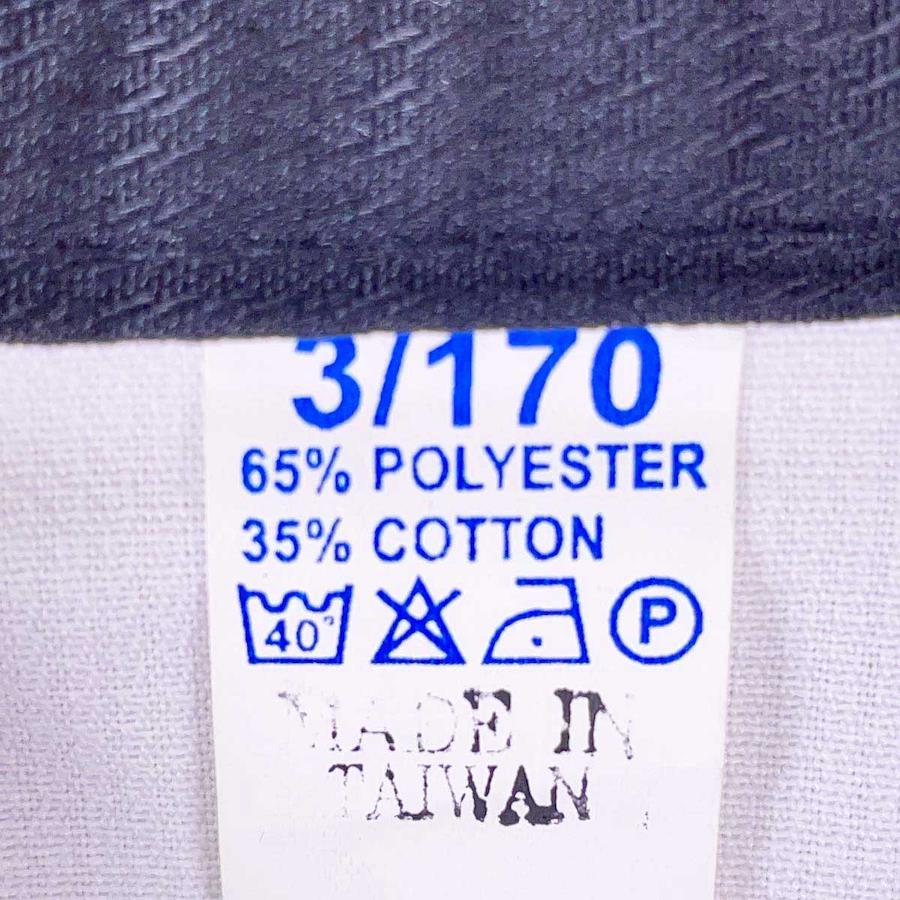 3/170
65% POLYESTER
35% COTTON
40° P
MADE IN
TAIWAN